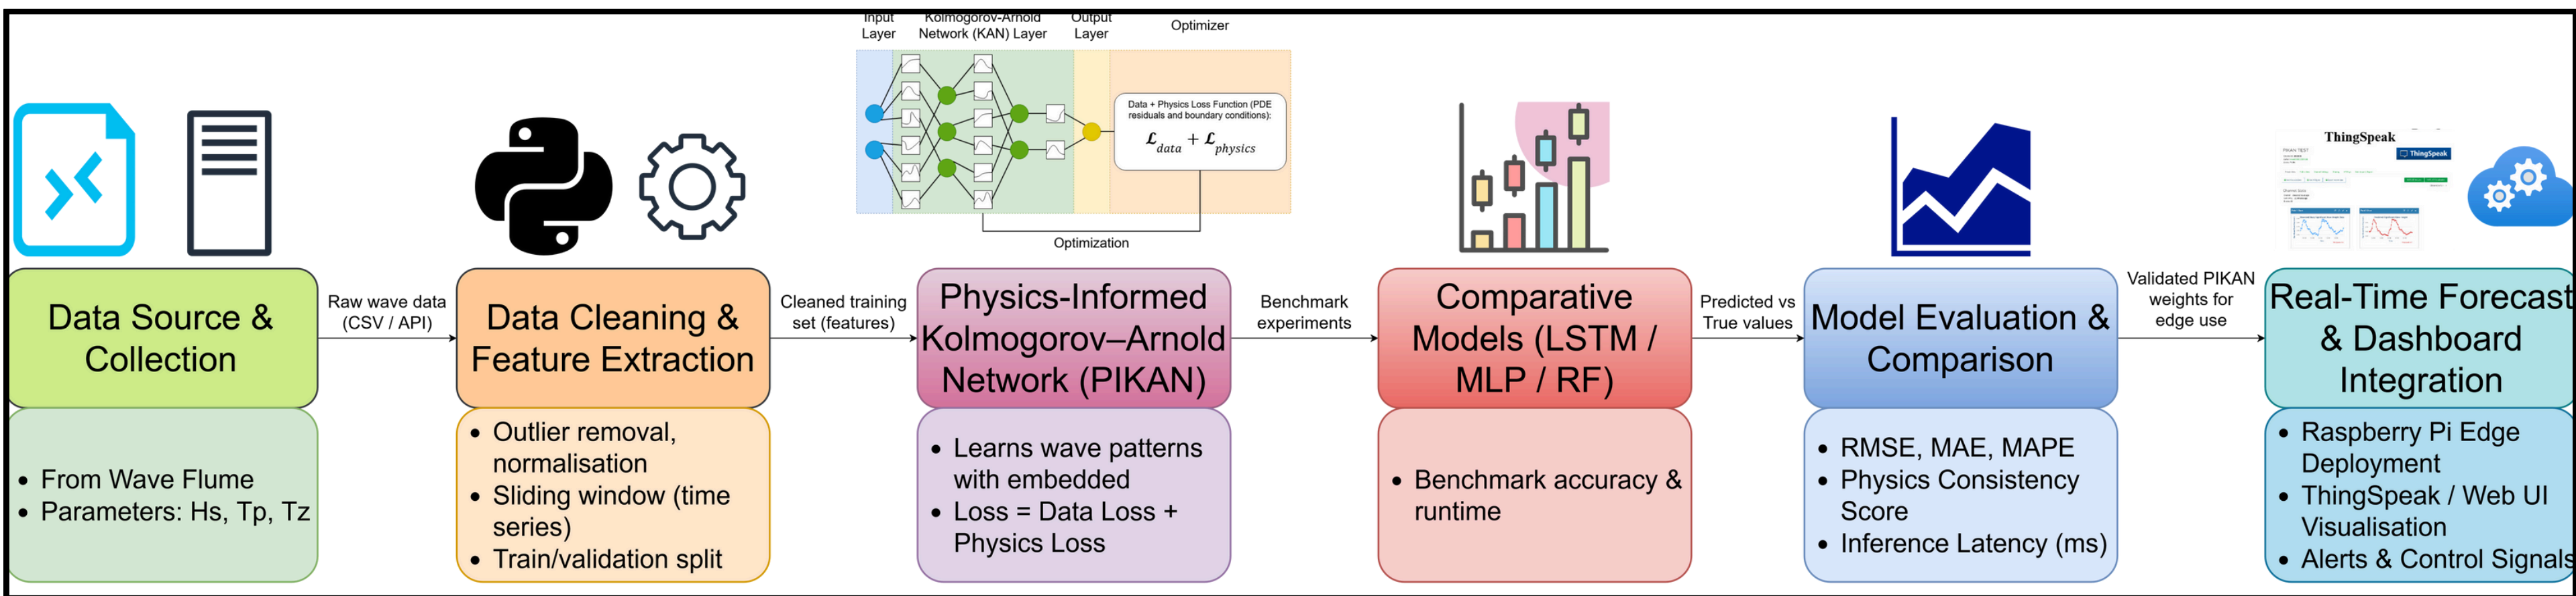 Input
Layer
Kolmogorov-Arnold
Network (KAN) Layer
Output
Layer
Optimizer
Data + Physics Loss Function (PDE
residuals and boundary conditions):
ℒdata + ℒphysics
Optimization
ThingSpeak
PIKAN TEST
ThingSpeak
Data Source &
Collection
Raw wave data
(CSV / API)
Data Cleaning &
Feature Extraction
Cleaned training
set (features)
Physics-Informed
Kolmogorov–Arnold
Network (PIKAN)
Benchmark
experiments
Comparative
Models (LSTM /
MLP / RF)
Predicted vs
True values
Model Evaluation &
Comparison
Validated PIKAN
weights for
edge use
Real-Time Forecast
& Dashboard
Integration
• From Wave Flume
• Parameters: Hs, Tp, Tz
• Outlier removal,
normalisation
• Sliding window (time
series)
• Train/validation split
• Learns wave patterns
with embedded
• Loss = Data Loss +
Physics Loss
• Benchmark accuracy &
runtime
• RMSE, MAE, MAPE
• Physics Consistency
Score
• Inference Latency (ms)
• Raspberry Pi Edge
Deployment
• ThingSpeak / Web UI
Visualisation
• Alerts & Control Signals